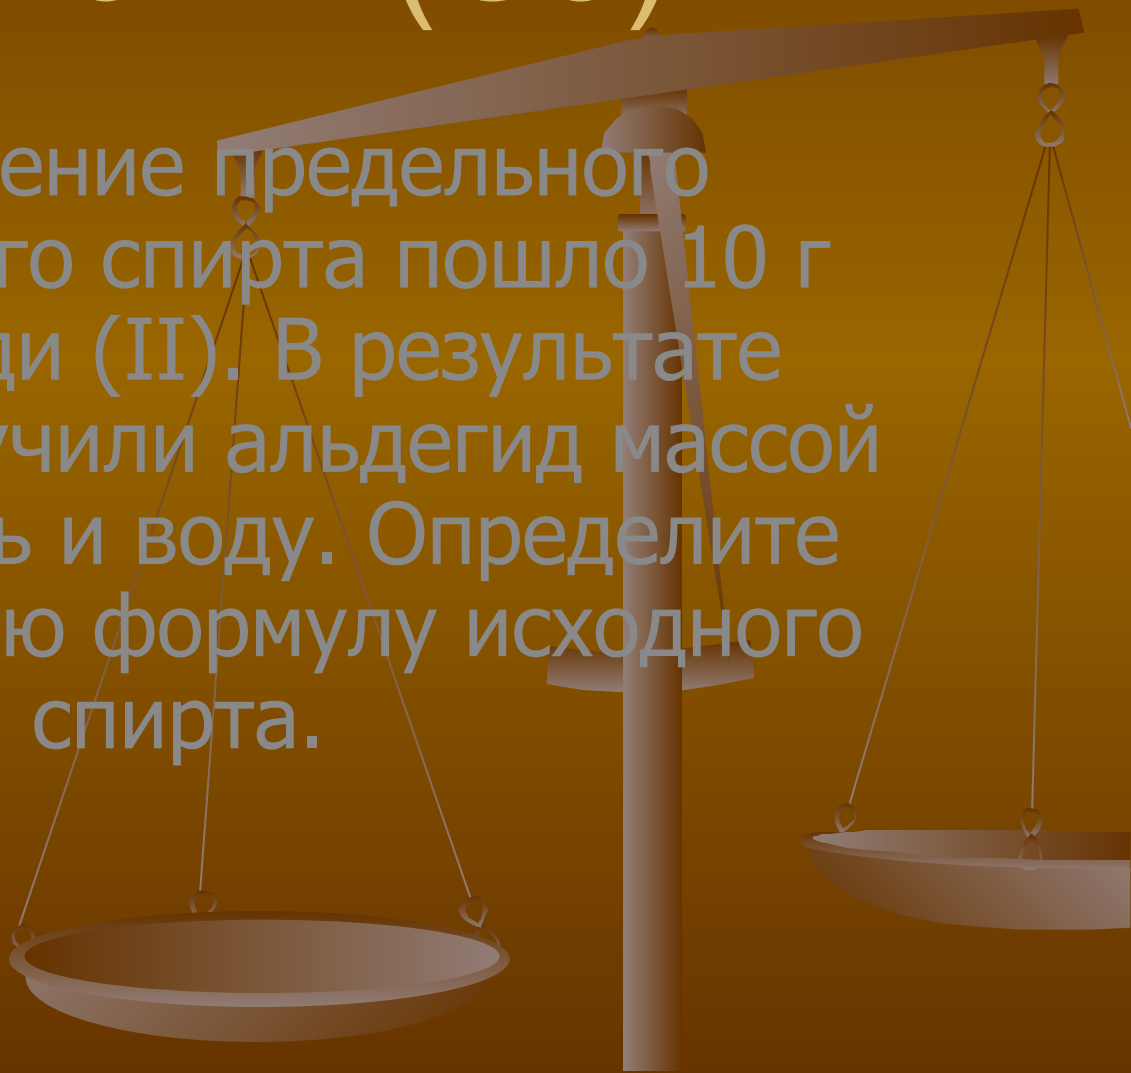 ение предельного
го спирта пошло 10 г
ди (II). В результате
учили альдегид массой
ь и воду. Определите
ю формулу исходного
спирта.